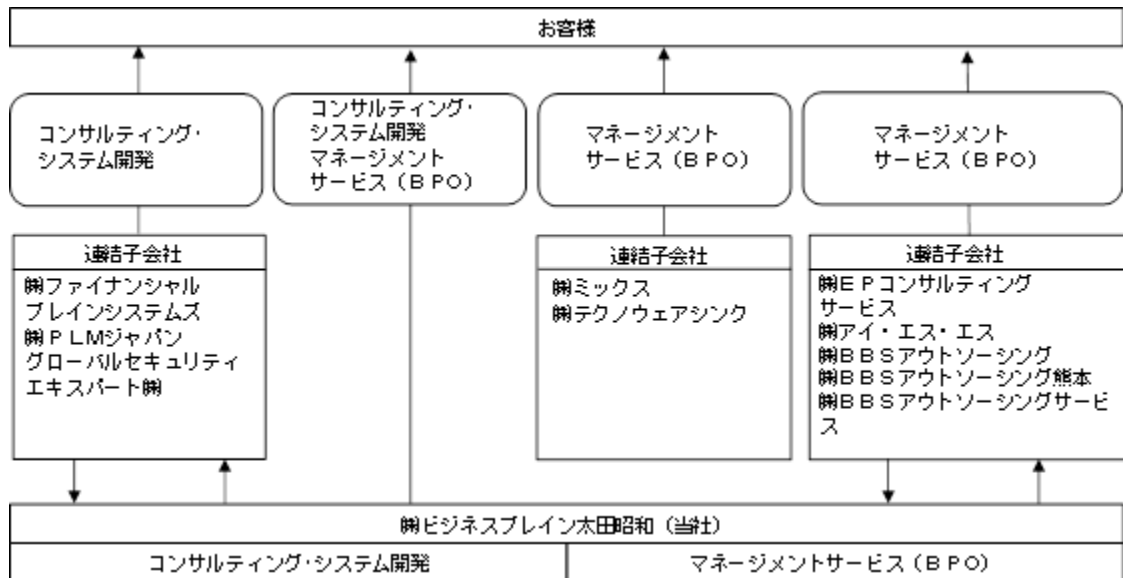 お客様
コンサルティング・
システム開発
コンサルティング・
システム開発
マネージメント
サービス（ＢＰＯ）
マネージメント
サービス（ＢＰＯ）
マネージメント
サービス（ＢＰＯ）
連結子会社
㈱ファイナンシャル
ブレインシステムズ
㈱ＰＬＭジャパン
グローバルセキュリティ
エキスパート㈱
連結子会社
㈱ミックス
㈱テクノウェアシンク
連結子会社
㈱ＥＰコンサルティング
サービス
㈱アイ・エス・エス
㈱ＢＢＳアウトソーシング
㈱ＢＢＳアウトソーシング熊本
㈱ＢＢＳアウトソーシングサービ
ス
㈱ビジネスブレイン太田昭和（当社）
コンサルティング・システム開発
マネージメントサービス（ＢＰＯ）